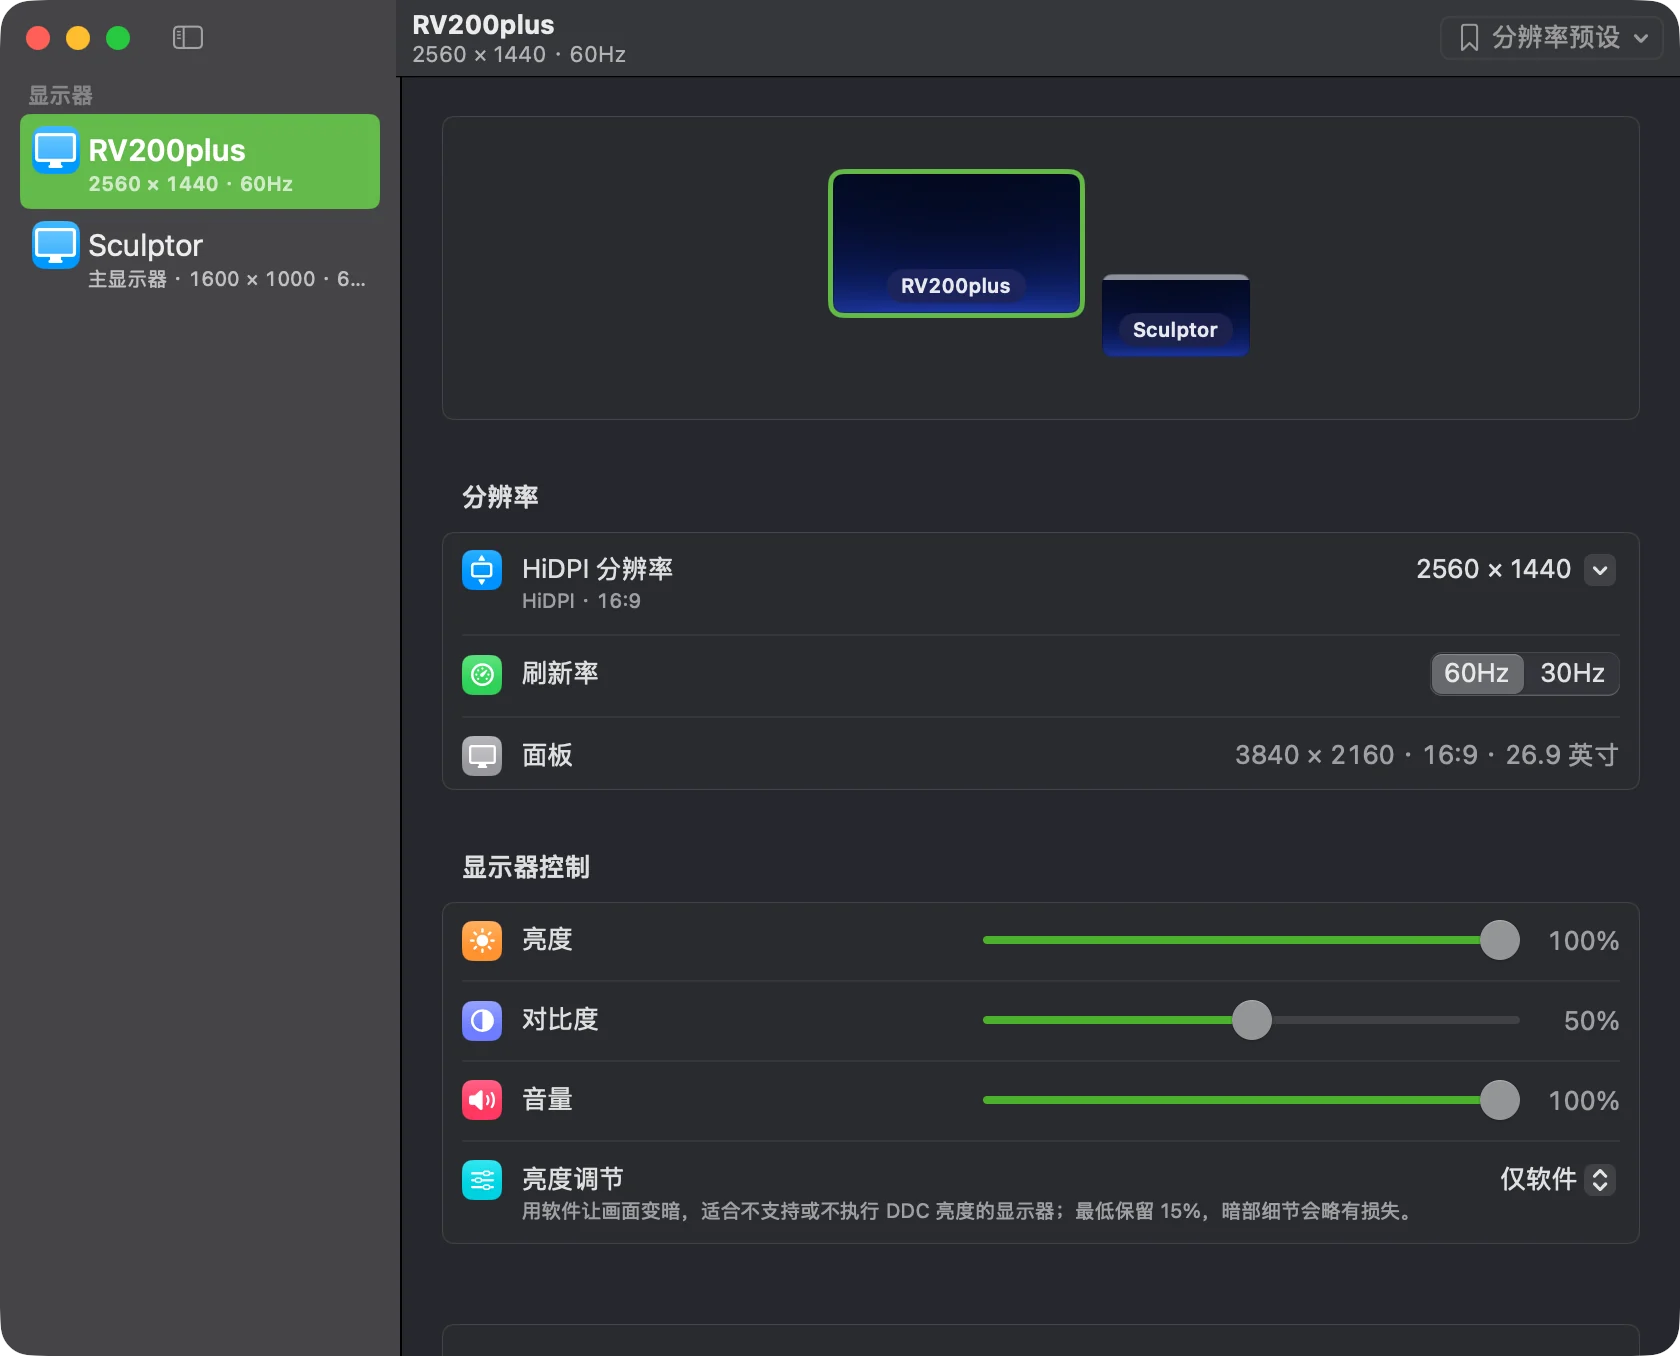 RV200plus
2560 × 1440 · 60Hz
分辨率预设
显示器
RV200plus
2560 × 1440 · 60Hz
Sculptor
主显示器 · 1600 × 1000 · 6...
RV200plus
Sculptor
分辨率
HiDPI 分辨率
2560 × 1440
HiDPI · 16:9
刷新率
60Hz
30Hz
面板
3840 × 2160 · 16:9 · 26.9 英寸
显示器控制
亮度
100%
对比度
50%
音量
100%
亮度调节
仅软件
用软件让画面变暗，适合不支持或不执行 DDC 亮度的显示器；最低保留 15%，暗部细节会略有损失。